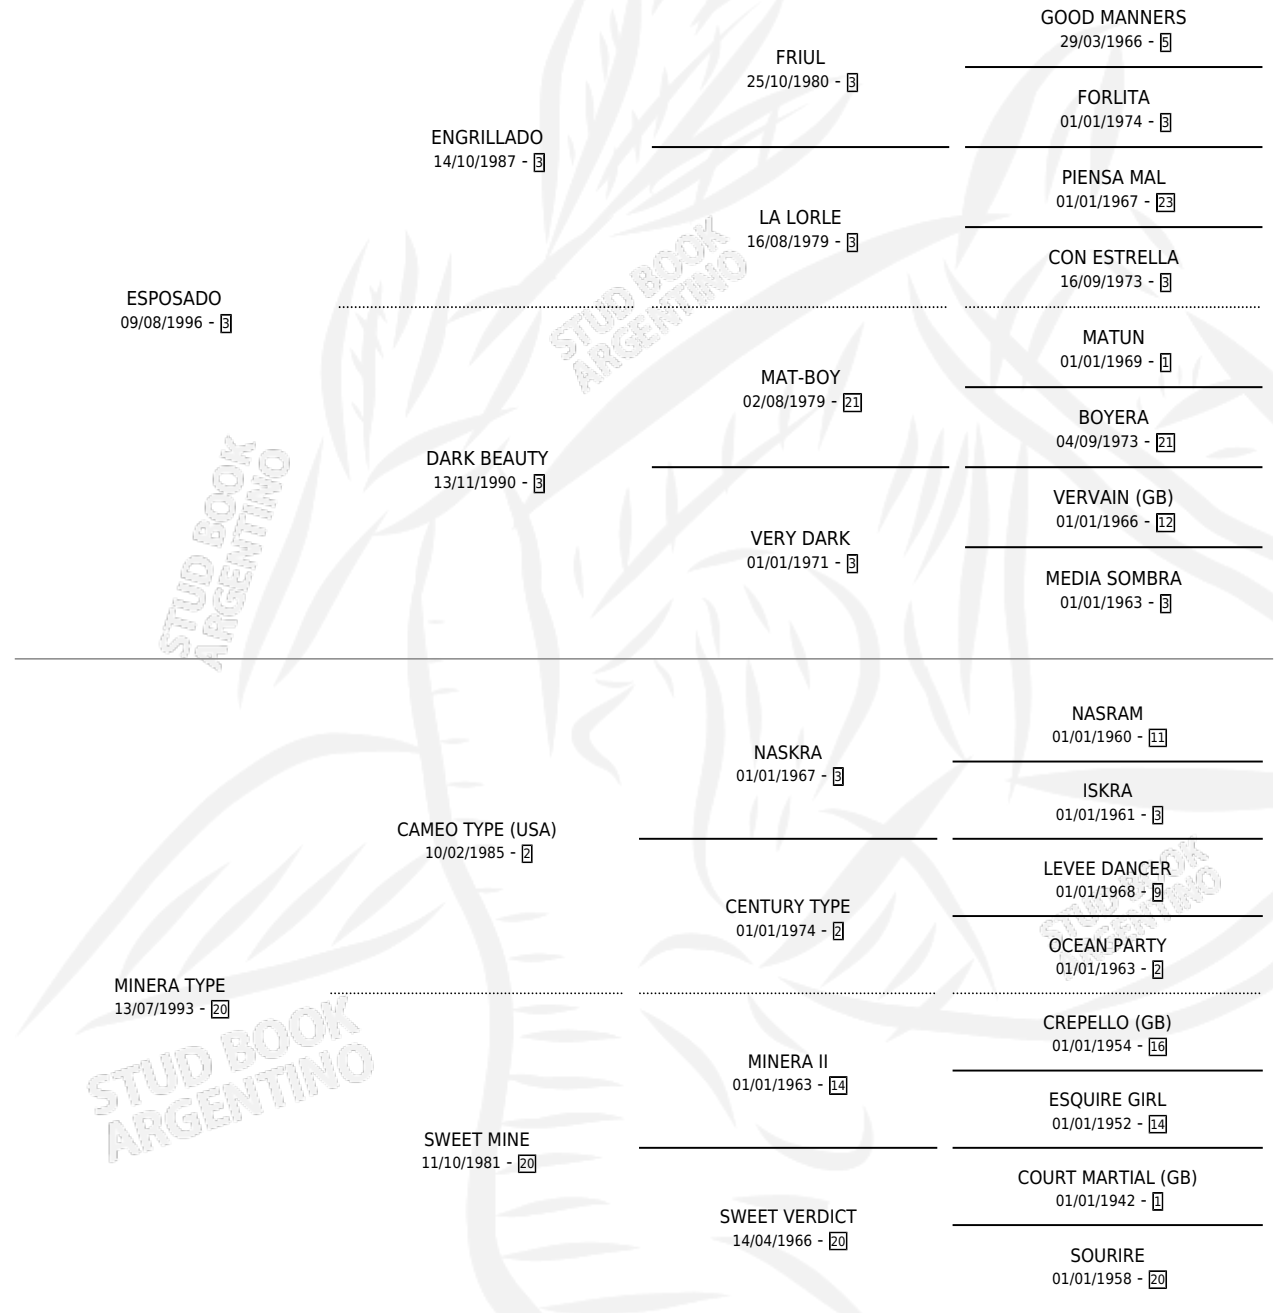 GOOD MANNERS
29/03/1966 - 5
FRIUL
25/10/1980 - 3
FORLITA
01/01/1974 - 3
ENGRILLADO
14/10/1987 - 3
PIENSA MAL
01/01/1967 - 23
LA LORLE
16/08/1979 - 3
CON ESTRELLA
16/09/1973 - 3
ESPOSADO
09/08/1996 - 3
STUD BOOK
ARGENTINO
MATUN
01/01/1969 - 1
MAT-BOY
02/08/1979 - 21
BOYERA
04/09/1973 - 21
DARK BEAUTY
13/11/1990 - 3
VERVAIN (GB)
01/01/1966 - 12
VERY DARK
01/01/1971 - 3
MEDIA SOMBRA
01/01/1963 - 3
STUD BOOK
ARGENTINO
NASRAM
01/01/1960 - 11
NASKRA
01/01/1967 - 3
ISKRA
01/01/1961 - 3
CAMEO TYPE (USA)
10/02/1985 - 2
LEVEE DANCER
01/01/1968 - 9
CENTURY TYPE
01/01/1974 - 2
OCEAN PARTY
01/01/1963 - 2
STUD BOOK
ARGENTINO
MINERA TYPE
13/07/1993 - 20
CREPELLO (GB)
01/01/1954 - 16
MINERA II
01/01/1963 - 14
ESQUIRE GIRL
01/01/1952 - 14
STUD BOOK
ARGENTINO
SWEET MINE
11/10/1981 - 20
COURT MARTIAL (GB)
01/01/1942 - 1
SWEET VERDICT
14/04/1966 - 20
SOURIRE
01/01/1958 - 20